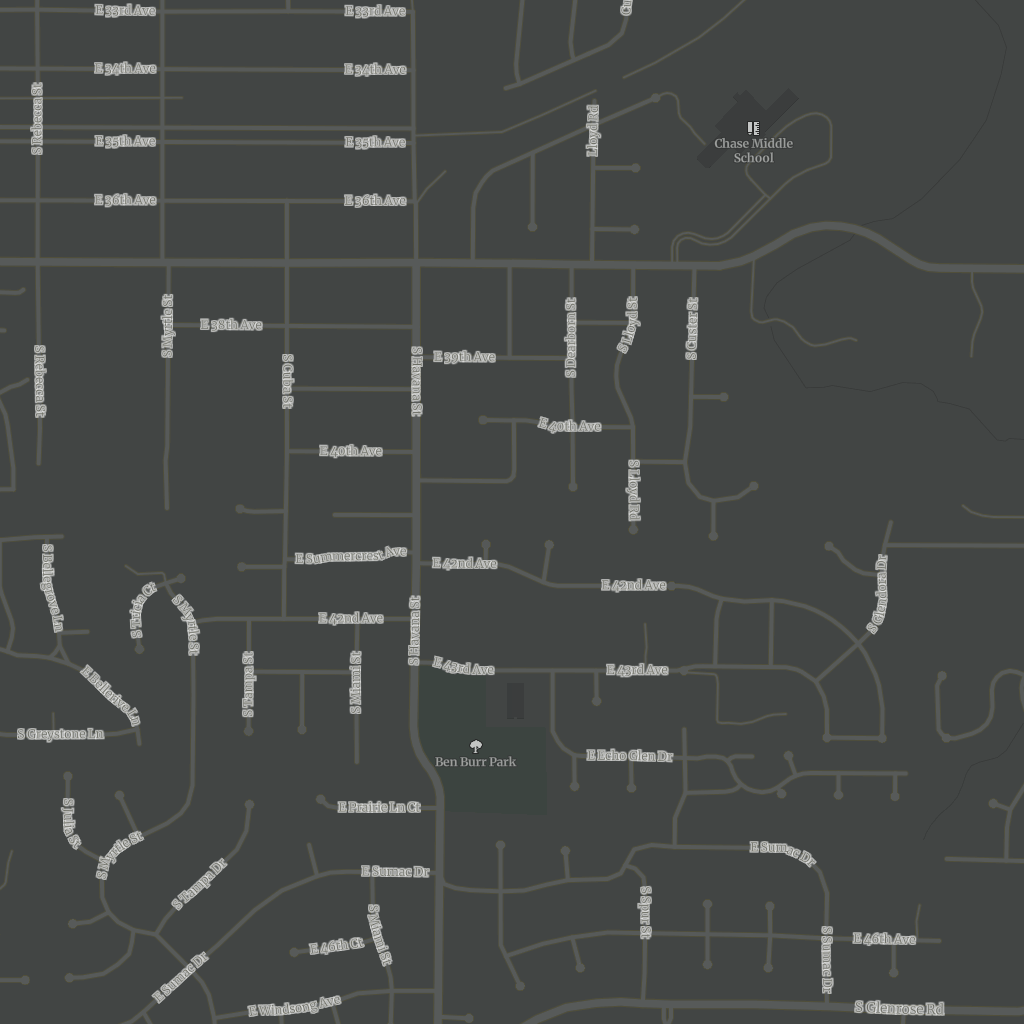 E 33rd Ave
E 33rd Ave
E 34th Ave
E 34th Ave
S Rebecca St
Lloyd Rd
Chase Middle
School
E 35th Ave
E 35th Ave
E 36th Ave
E 36th Ave
S Myrtle St
E 38th Ave
S Dearborn St
S Lloyd St
S Custer St
S Rebecca St
S Cuba St
S Havana St
E 39th Ave
E 40th Ave
E 40th Ave
S Lloyd Rd
S Bellegrove Ln
E Summercrest Ave
E 42nd Ave
E 42nd Ave
S Glendora Dr
S Eltric Ct
S Myrtle St
E 42nd Ave
S Havana St
E 43rd Ave
E 43rd Ave
S Tampa St
S Miami St
E Bellerive Ln
S Greystone Ln
Ben Burr Park
E Echo Glen Dr
E Prairie Ln Ct
S Julia St
S Myrtle St
S Tampa Dr
E Sumac Dr
E Sumac Dr
S Spur St
S Miami St
E 46th Ct
E 46th Ave
S Sumac Dr
E Sumac Dr
E Windsong Ave
S Glenrose Rd